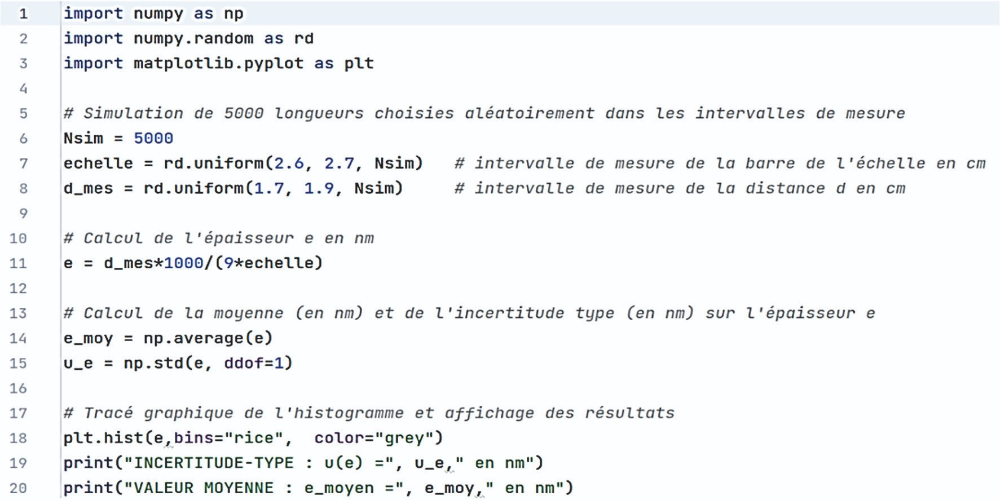 1 import numpy as np
2 import numpy.random as rd
3 import matplotlib.pyplot as plt
4
5 # Simulation de 5000 longueurs choisies aléatoirement dans les intervalles de mesure
6 Nsim = 5000
7 echelle = rd.uniform(2.6, 2.7, Nsim)   # intervalle de mesure de la barre de l'échelle en cm
8 d_mes = rd.uniform(1.7, 1.9, Nsim)     # intervalle de mesure de la distance d en cm
9
10 # Calcul de l'épaisseur e en nm
11 e = d_mes*1000/(9*echelle)
12
13 # Calcul de la moyenne (en nm) et de l'incertitude type (en nm) sur l'épaisseur e
14 e_moy = np.average(e)
15 u_e = np.std(e, ddof=1)
16
17 # Tracé graphique de l'histogramme et affichage des résultats
18 plt.hist(e,bins="rice",  color="grey")
19 print("INCERTITUDE-TYPE : u(e) =", u_e," en nm")
20 print("VALEUR MOYENNE : e_moyen =", e_moy," en nm")